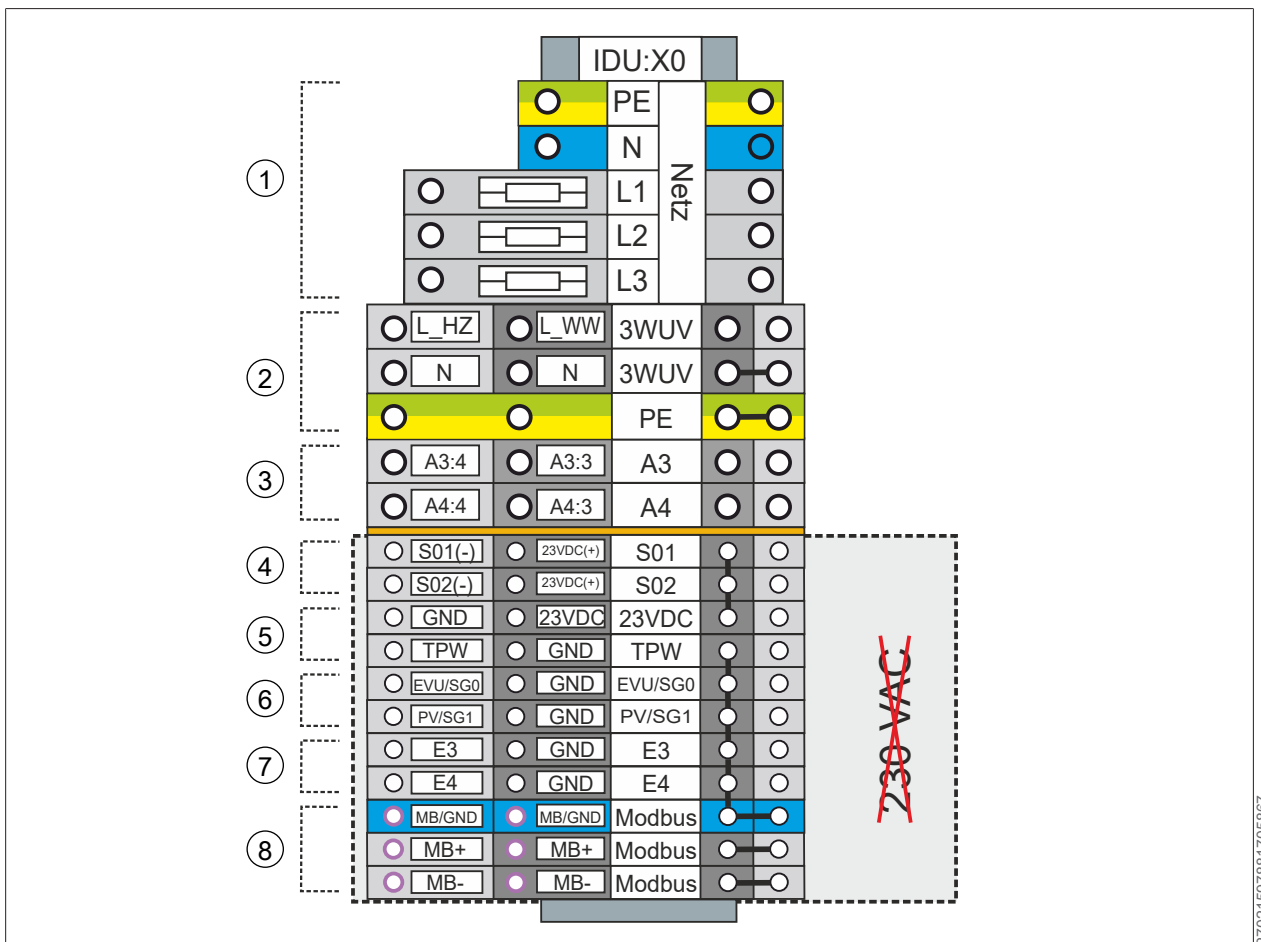 IDU:X0
PE
N
L1
L2
L3
Netz
1
L_HZ L_WW 3WUV
N N 3WUV
PE
2
A3:4 A3:3 A3
A4:4 A4:3 A4
3
S01(-) 23VDC(+) S01
S02(-) 23VDC(+) S02
4
GND 23VDC 23VDC
TPW GND TPW
5
EVU/SG0 GND EVU/SG0
PV/SG1 GND PV/SG1
6
E3 GND E3
E4 GND E4
7
MB/GND MB/GND Modbus
MB+ MB+ Modbus
MB- MB- Modbus
8
230 VAC